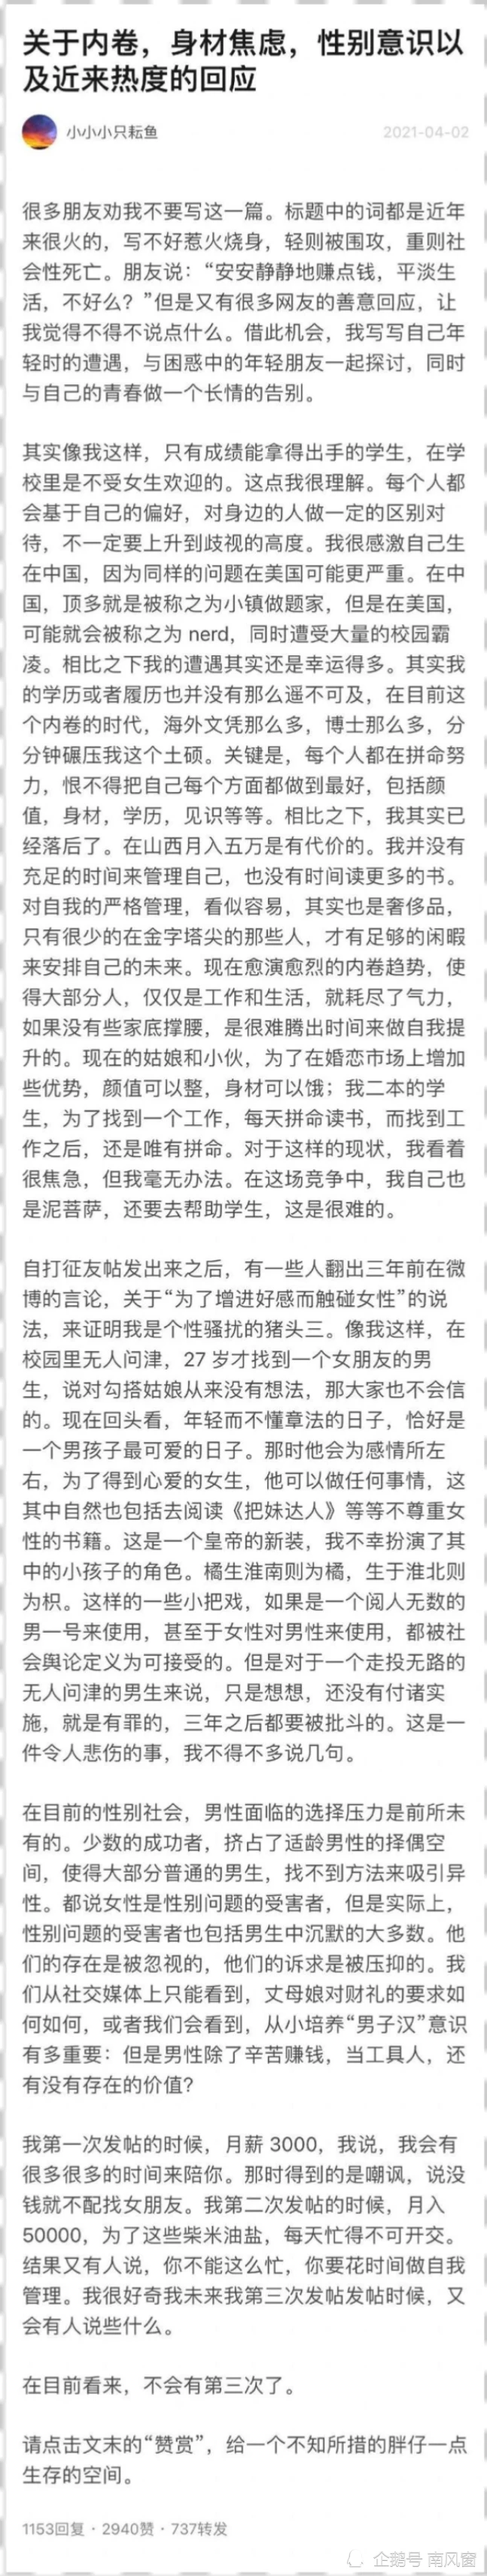 关于内卷，身材焦虑，性别意识以
及近来热度的回应
小小小只耘鱼
2021-04-02
很多朋友劝我不要写这一篇。标题中的词都是近年
来很火的，写不好惹火烧身，轻则被围攻，重则社
会性死亡。朋友说：“安安静静地赚点钱，平淡生
活，不好么？”但是又有很多网友的善意回应，让
我觉得不得不说点什么。借此机会，我写写自己年
轻时的遭遇，与困惑中的年轻朋友一起探讨，同时
与自己的青春做一个长情的告别。
其实像我这样，只有成绩能拿得出手的学生，在学
校里是不受女生欢迎的。这点我很理解。每个人都
会基于自己的偏好，对身边的人做一定的区别对
待，不一定要上升到歧视的高度。我很感激自己生
在中国，因为同样的问题在美国可能更严重。在中
国，顶多就是被称之为小镇做题家，但是在美国，
可能就会被称之为 nerd，同时遭受大量的校园霸
凌。相比之下我的遭遇其实还是幸运得多。其实我
的学历或者履历也并没有那么遥不可及，在目前这
个内卷的时代，海外文凭那么多，博士那么多，分
分钟碾压我这个土硕。关键是，每个人都在拼命努
力，恨不得把自己每个方面都做到最好，包括颜
值，身材，学历，见识等等。相比之下，我其实已
经落后了。在山西月入五万是有代价的。我并没有
充足的时间来管理自己，也没有时间读更多的书。
对自我的严格管理，看似容易，其实也是奢侈品，
只有很少的在金字塔尖的那些人，才有足够的闲暇
来安排自己的未来。现在愈演愈烈的内卷趋势，使
得大部分人，仅仅是工作和生活，就耗尽了气力，
如果没有些家底撑腰，是很难腾出时间来做自我提
升的。现在的姑娘和小伙，为了在婚恋市场上增加
些优势，颜值可以整，身材可以饿；我二本的学
生，为了找到一个工作，每天拼命读书，而找到工
作之后，还是唯有拼命。对于这样的现状，我看着
很焦急，但我毫无办法。在这场竞争中，我自己也
是泥菩萨，还要去帮助学生，这是很难的。
自打征友帖发出来之后，有一些人翻出三年前在微
博的言论，关于“为了增进好感而触碰女性”的说
法，来证明我是个性骚扰的猪头三。像我这样，在
校园里无人问津，27 岁才找到一个女朋友的男
生，说对勾搭姑娘从来没有想法，那大家也不会信
的。现在回头看，年轻而不懂章法的日子，恰好是
一个男孩子最可爱的日子。那时他会为感情所左
右，为了得到心爱的女生，他可以做任何事情，这
其中自然也包括去阅读《把妹达人》等等不尊重女
性的书籍。这是一个皇帝的新装，我不幸扮演了其
中的小孩子的角色。橘生淮南则为橘，生于淮北则
为枳。这样的一些小把戏，如果是一个阅人无数的
男一号来使用，甚至于女性对男性来使用，都被社
会舆论定义为可接受的。但是对于一个走投无路的
无人问津的男生来说，只是想想，还没有付诸实
施，就是有罪的，三年之后都要被批斗的。这是一
件令人悲伤的事，我不得不多说几句。
在目前的性别社会，男性面临的选择压力是前所未
有的。少数的成功者，挤占了适龄男性的择偶空
间，使得大部分普通的男生，找不到方法来吸引异
性。都说女性是性别问题的受害者，但是实际上，
性别问题的受害者也包括男生中沉默的大多数。他
们的存在是被忽视的，他们的诉求是被压抑的。我
们从社交媒体上只能看到，丈母娘对财礼的要求如
何如何，或者我们会看到，从小培养“男子汉”意识
有多重要：但是男性除了辛苦赚钱，当工具人，还
有没有存在的价值？
我第一次发帖的时候，月薪 3000，我说，我会有
很多很多的时间来陪你。那时得到的是嘲讽，说没
钱就不配找女朋友。我第二次发帖的时候，月入
50000，为了这些柴米油盐，每天忙得不可开交。
结果又有人说，你不能这么忙，你要花时间做自我
管理。我很好奇我未来我第三次发帖发帖时候，又
会有人说些什么。
在目前看来，不会有第三次了。
请点击文末的“赞赏”，给一个不知所措的胖仔一点
生存的空间。
1153回复 · 2940赞 · 737转发
企鹅号 南风窗